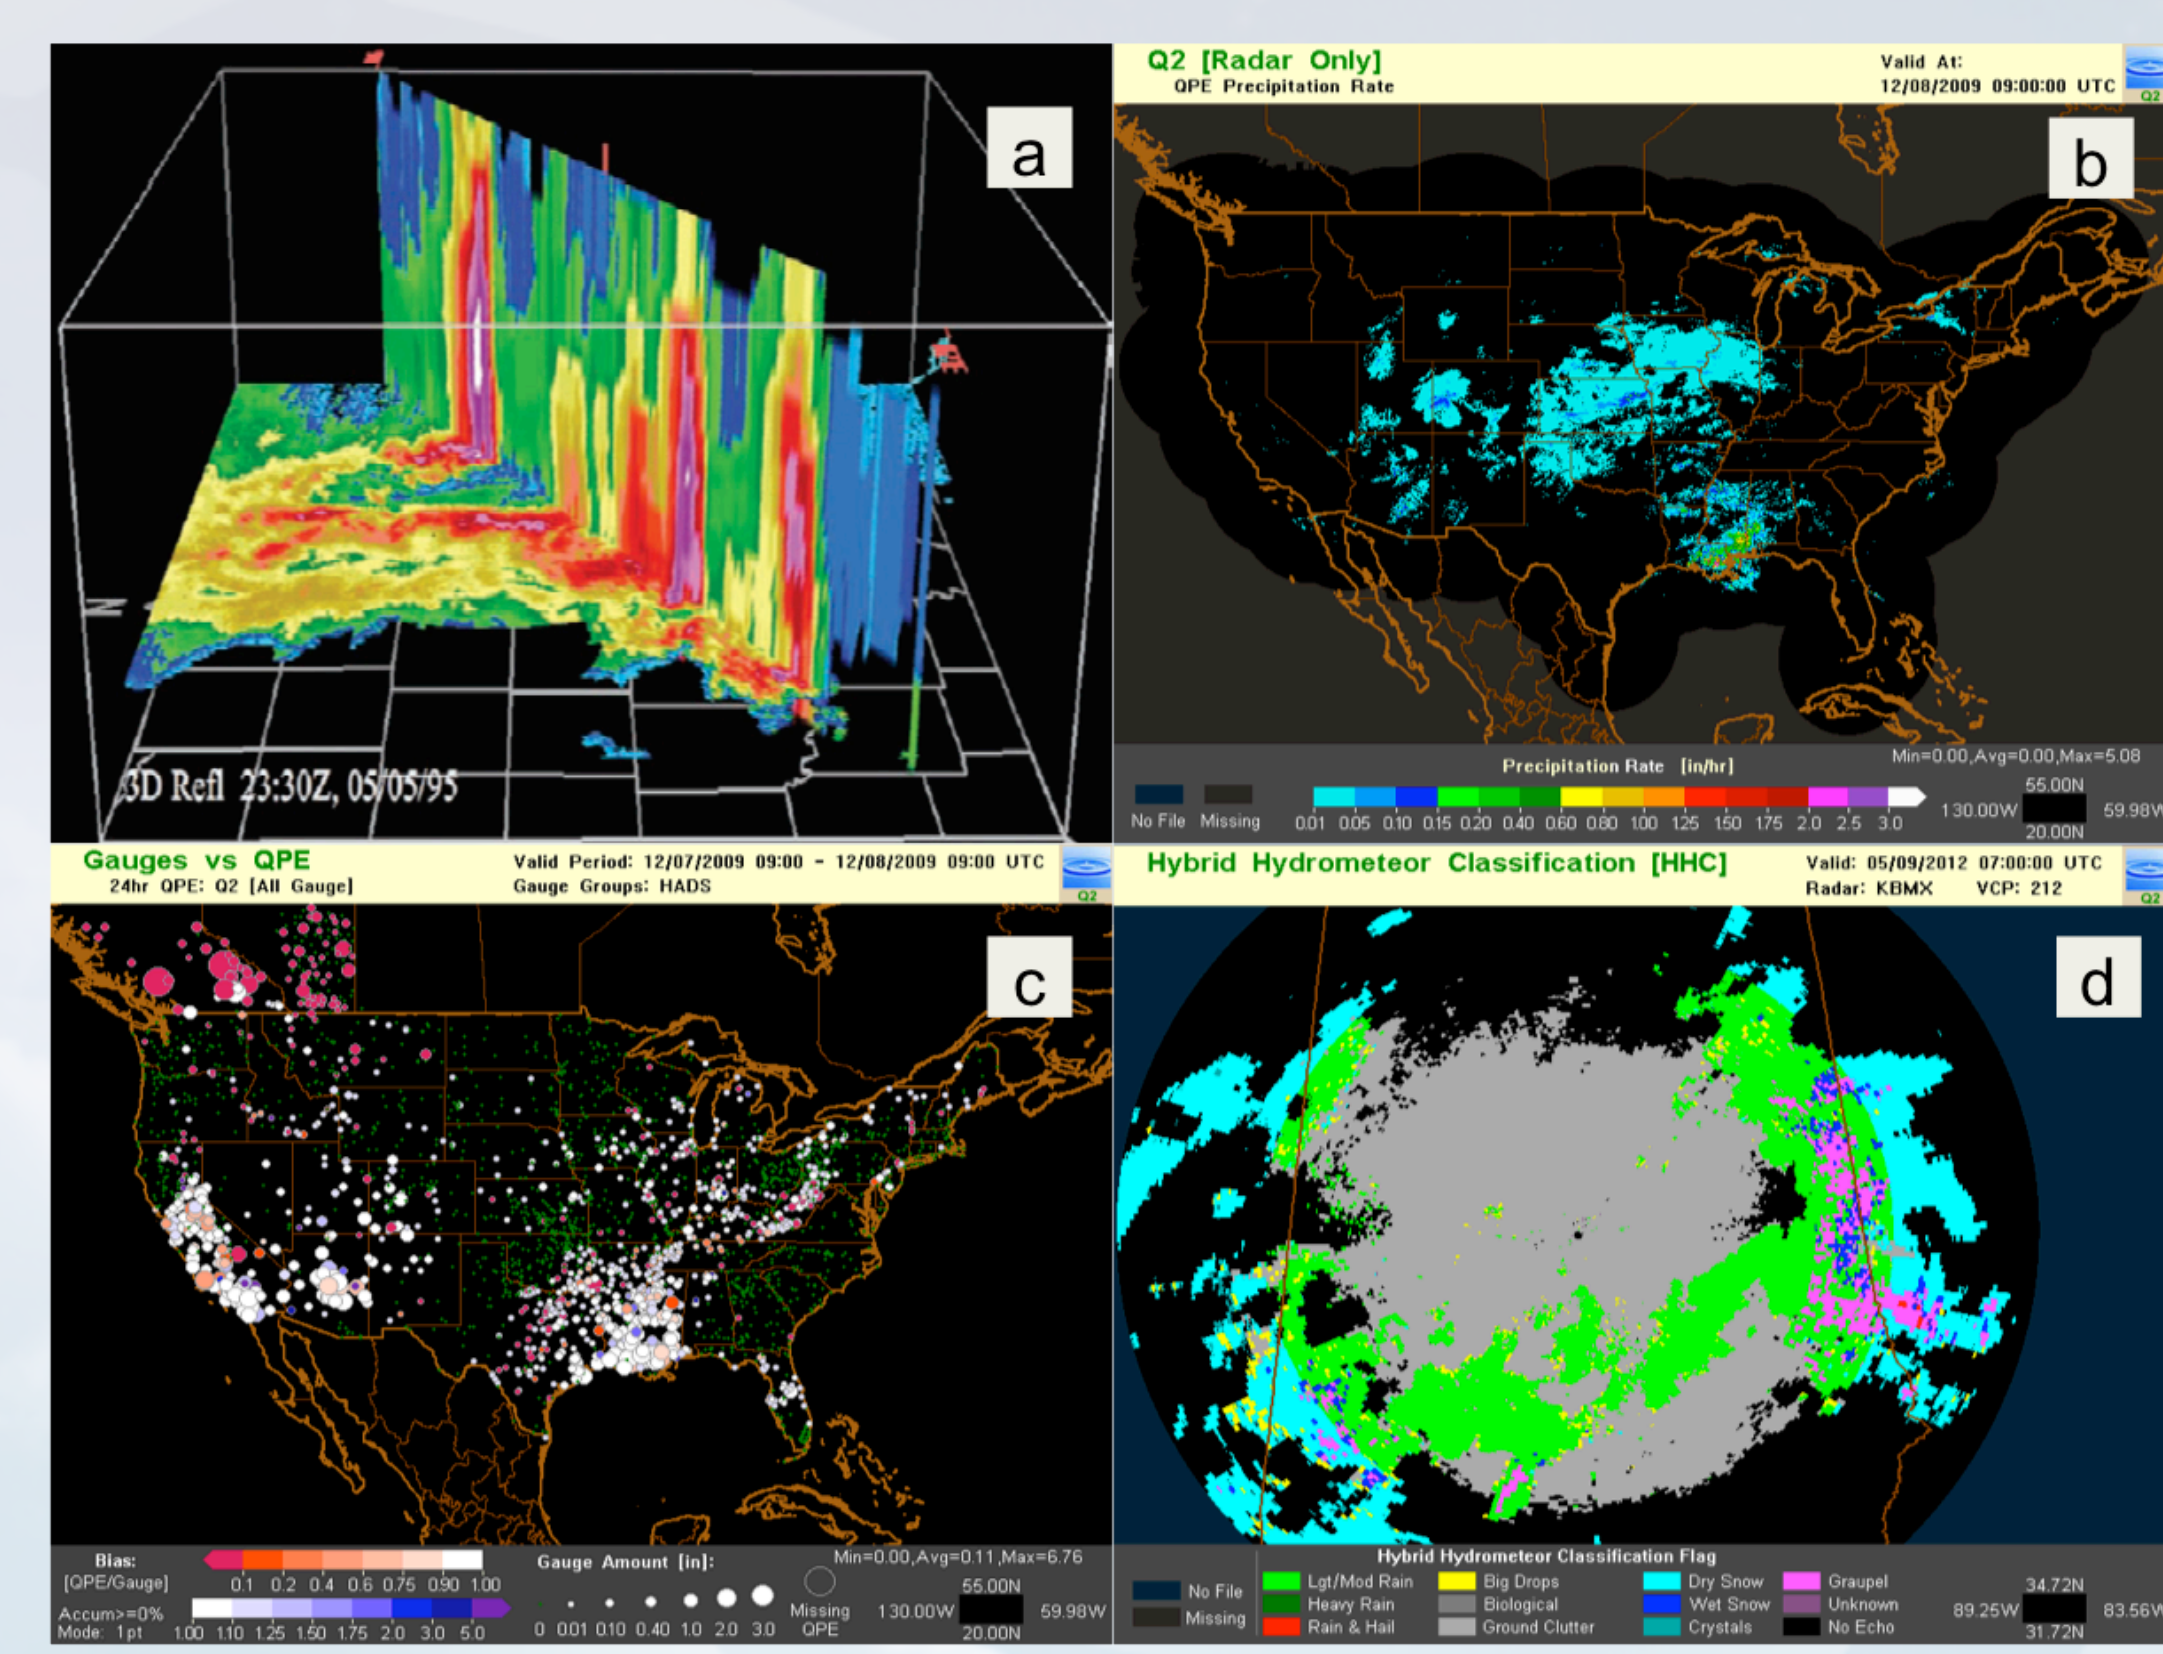 a
3D Refl 23:30Z, 05/05/95
Q2 [Radar Only]
QPE Precipitation Rate
Valid At:
12/08/2009 09:00:00 UTC
Q2
b
Precipitation Rate [in/hr]
Min=0.00,Avg=0.00,Max=5.08
No File
Missing
0.01 0.05 0.10 0.15 0.20 0.40 0.60 0.80 1.00 1.25 1.50 1.75 2.0 2.5 3.0
55.00N
130.00W
59.98W
20.00N
Gauges vs QPE
24hr QPE: Q2 [All Gauge]
Valid Period: 12/07/2009 09:00 - 12/08/2009 09:00 UTC
Gauge Groups: HADS
Q2
c
Bias:
[QPE/Gauge]
0.1 0.2 0.4 0.6 0.75 0.90 1.00
Accum>=0%
Mode: 1pt
1.00 1.10 1.25 1.50 1.75 2.0 3.0 5.0
Gauge Amount [in]:
0 0.01 0.10 0.40 1.0 2.0 3.0
Missing
QPE
Min=0.00,Avg=0.11,Max=6.76
55.00N
130.00W
59.98W
20.00N
Hybrid Hydrometeor Classification [HHC]
Valid: 05/09/2012 07:00:00 UTC
Radar: KBMX VCP: 212
Q2
d
Hybrid Hydrometeor Classification Flag
No File
Missing
Lgt/Mod Rain
Heavy Rain
Rain & Hail
Big Drops
Biological
Ground Clutter
Dry Snow
Wet Snow
Crystals
Graupel
Unknown
No Echo
34.72N
89.25W
83.56W
31.72N